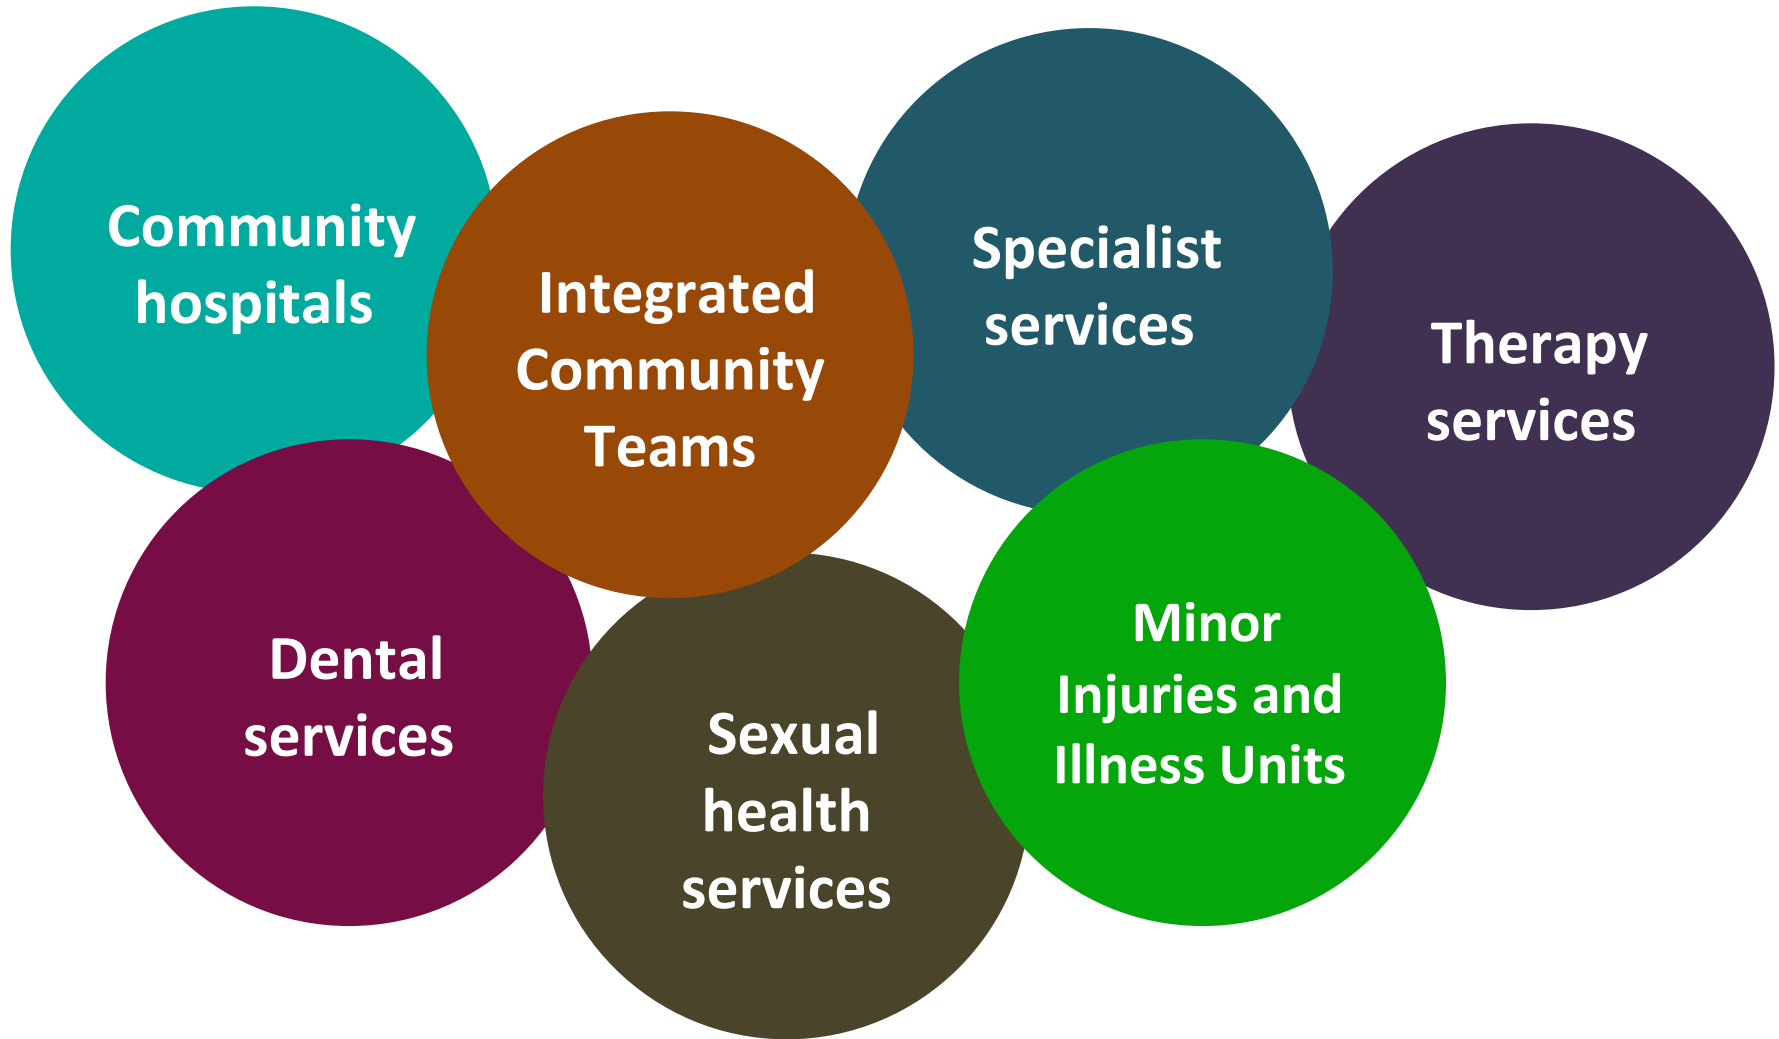 Community
hospitals
Integrated
Community
Teams
Specialist
services
Therapy
services
Dental
services
Sexual
health
services
Minor
Injuries and
Illness Units